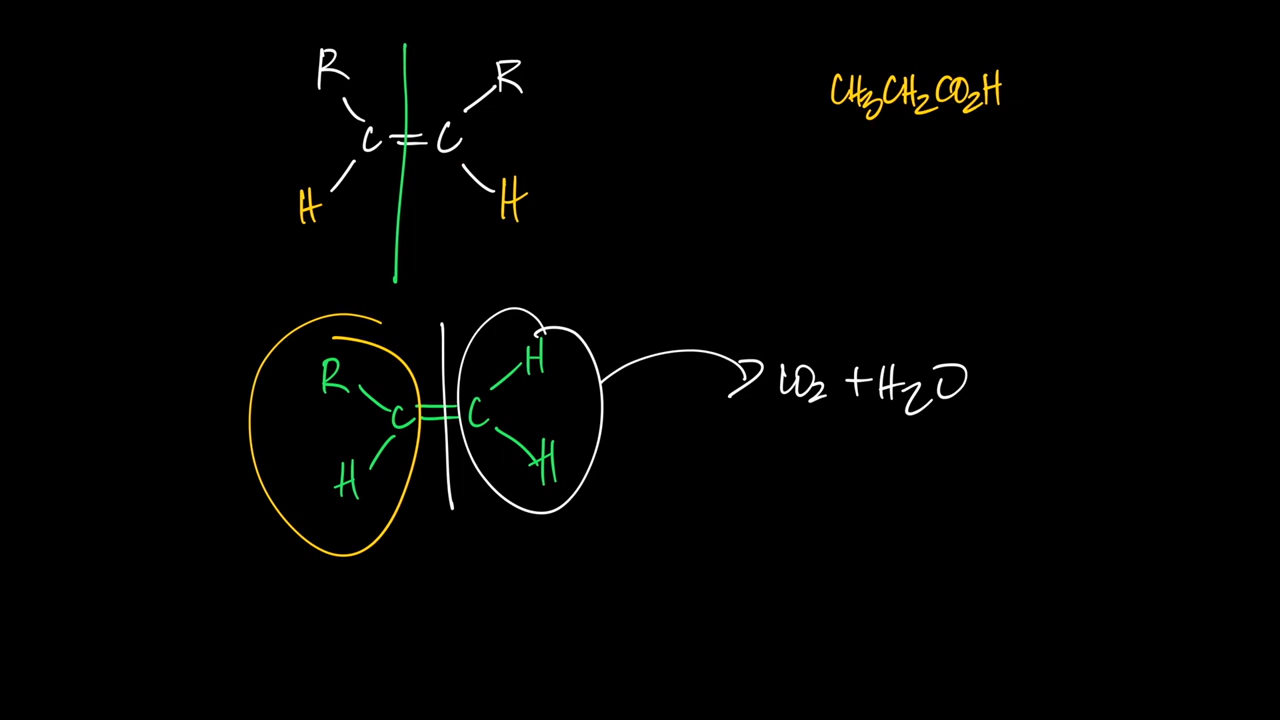 R R
C = C
H H
CH3CH2CO2H
R H
C = C
H H
CO2 + H2O